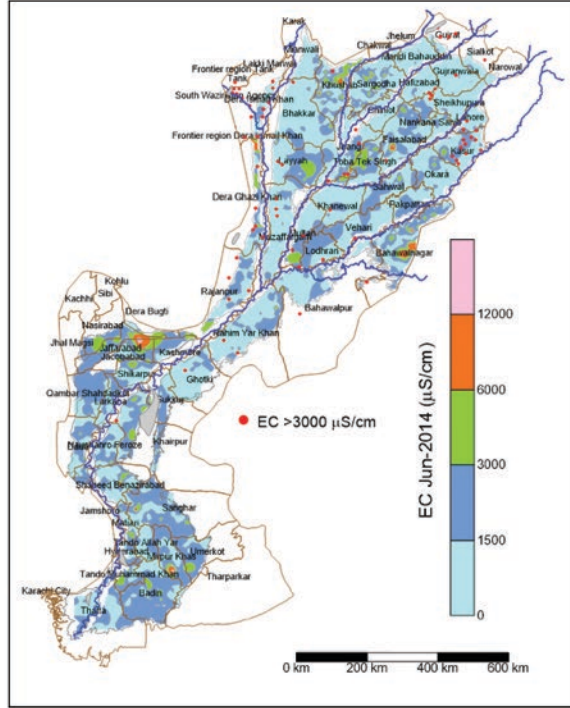 Karak
Gujrat
Jhelum
Sialkot
Mianwali
Chakwal
Mandi Bahauddin
Narowal
Lakki Marwat
Frontier region Tank
Tank
Gujranwala
Khushab
Sargodha
Hafizabad
South Waziristan Agency
Dera Ismail Khan
Sheikhupura
Bhakkar
Chiniot
Nankana Sahib
Lahore
Frontier region Dera Ismail Khan
Faisalabad
Jhang
Kasur
Layyah
Toba Tek Singh
Okara
Sahiwal
Dera Ghazi Khan
Khanewal
Pakpattan
Muzaffargarh
Multan
Vehari
Lodhran
Bahawalnagar
Kohlu
Sibi
Rajanpur
Kachhi
Dera Bugti
Bahawalpur
Nasirabad
Rahim Yar Khan
Jhal Magsi
Jaffarabad
Kashmore
Jacobabad
Shikarpur
Ghotki
Qambar Shahdadkot
Larkana
Sukkur
EC >3000 μS/cm
Naushahro Feroze
Khairpur
Shaheed Benazirabad
Jamshoro
Sanghar
Matiari
Tando Allah Yar
Hyderabad
Mirpur Khas
Umerkot
Tando Muhammad Khan
Tharparkar
Karachi City
Badin
Thatta
EC Jun-2014 (μS/cm)
12000
6000
3000
1500
0
0 km
200 km
400 km
600 km